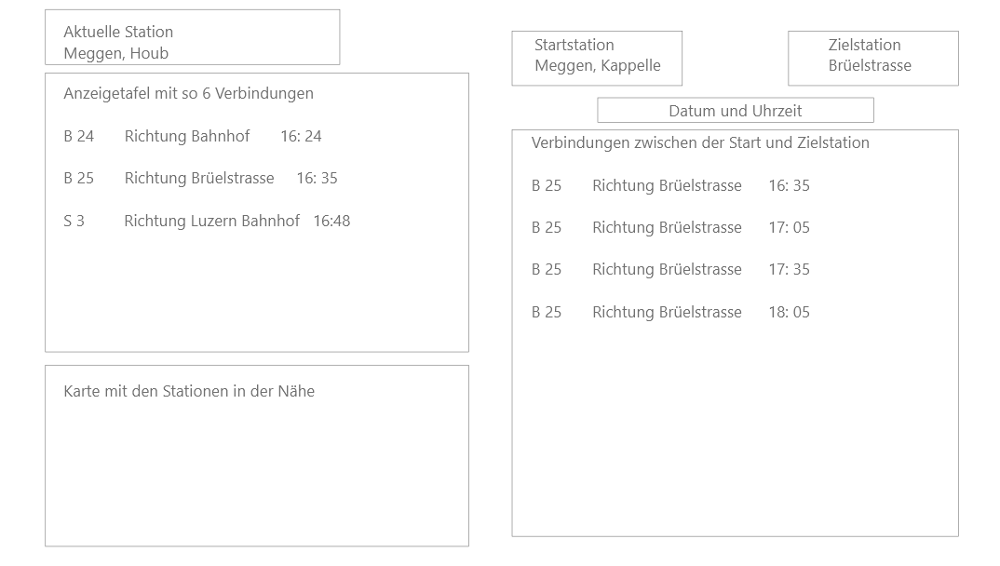 Aktuelle Station
Meggen, Houb
Anzeigetafel mit so 6 Verbindungen
B 24 Richtung Bahnhof 16: 24
B 25 Richtung Brüelstrasse 16: 35
S 3 Richtung Luzern Bahnhof 16:48
Karte mit den Stationen in der Nähe
Startstation
Meggen, Kappelle
Zielstation
Brüelstrasse
Datum und Uhrzeit
Verbindungen zwischen der Start und Zielstation
B 25 Richtung Brüelstrasse 16: 35
B 25 Richtung Brüelstrasse 17: 05
B 25 Richtung Brüelstrasse 17: 35
B 25 Richtung Brüelstrasse 18: 05